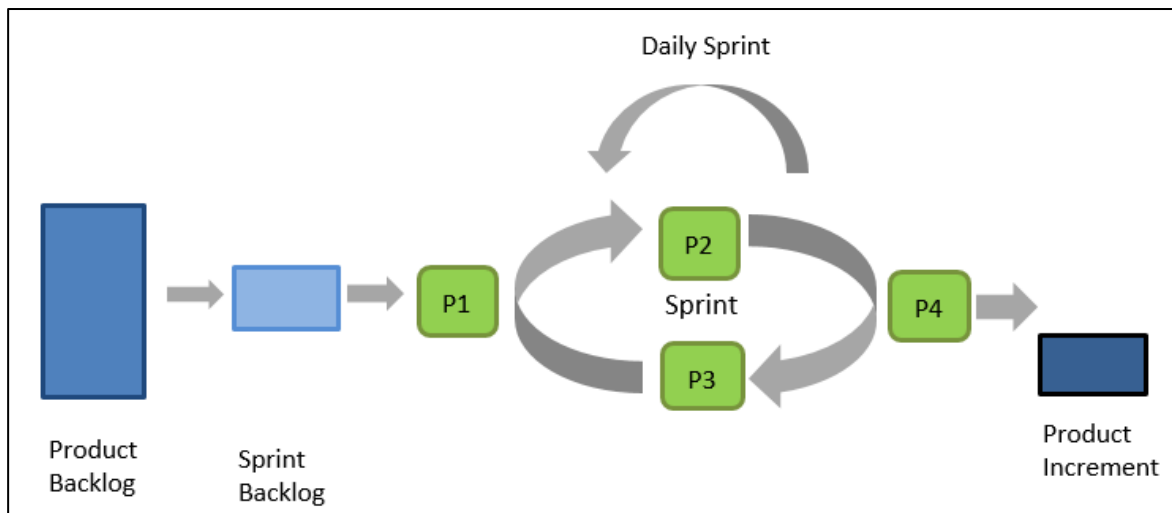 Daily Sprint
P1
P2
Sprint
P3
P4
Product
Backlog
Sprint
Backlog
Product
Increment